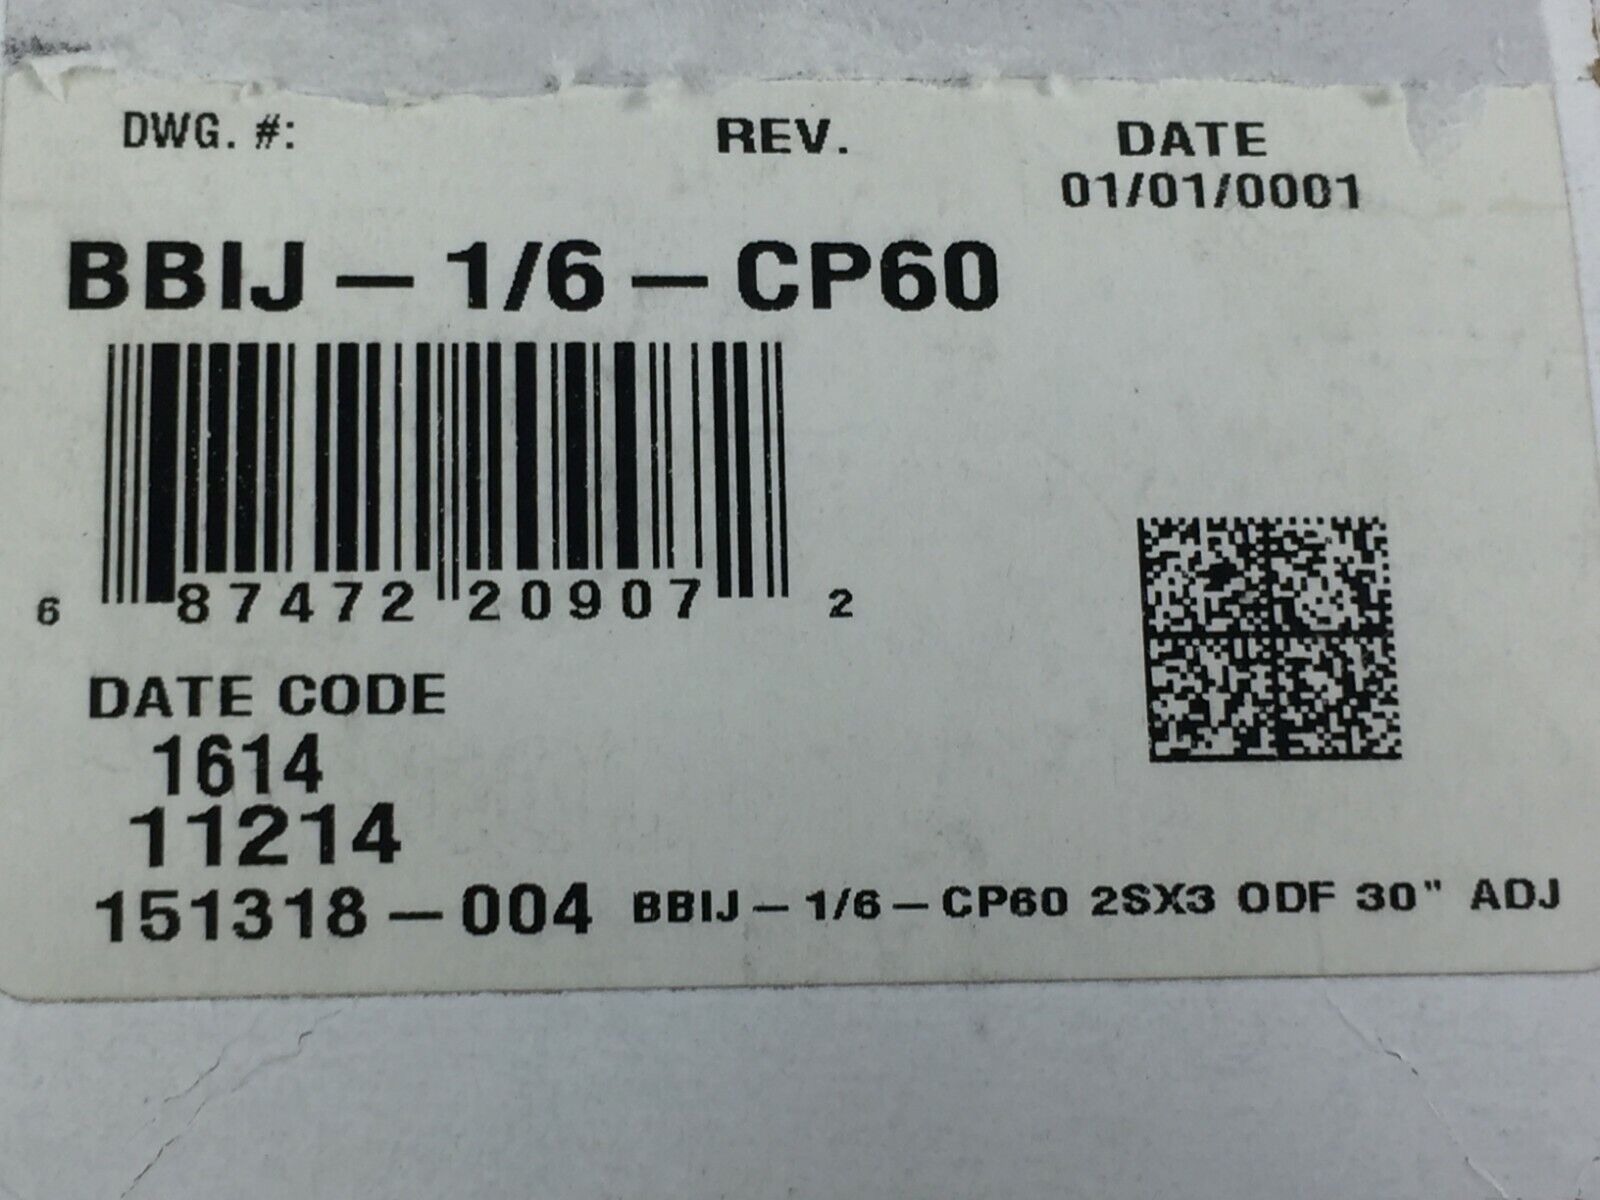 DWG. #: REV. DATE
01/01/0001
BBIJ-1/6-CP60
6 87472 20907 2
DATE CODE
1614
11214
151318-004 BBIJ-1/6-CP60 2SX3 ODF 30" ADJ